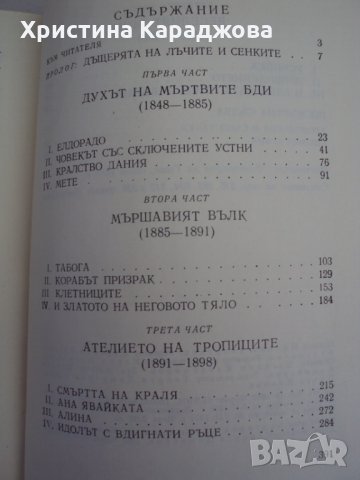 Христина Караджова
СЪДЪРЖАНИЕ
КЪМ ЧИТАТЕЛЯ 3
ПРОЛОГ: ДЪЩЕРЯТА НА ЛЪЧИТЕ И СЕНКИТЕ 7
ПЪРВА ЧАСТ
ДУХЪТ НА МЪРТВИТЕ БДИ
(1848—1885)
I. ЕЛДОРАДО 23
II. ЧОВЕКЪТ СЪС СКЛЮЧЕНИТЕ УСТНИ 41
III. КРАЛСТВО ДАНИЯ 76
IV. МЕТЕ 91
ВТОРА ЧАСТ
МЪРШАВИЯТ ВЪЛК
(1885—1891)
I. ТАБОГА 103
II. КОРАБЪТ ПРИЗРАК 129
III. КЛЕТНИЦИТЕ 153
IV. И ЗЛАТОТО НА НЕГОВОТО ТЯЛО 184
ТРЕТА ЧАСТ
АТЕЛИЕТО НА ТРОПИЦИТЕ
(1891—1898)
I. СМЪРТТА НА КРАЛЯ 215
II. АНА ЯВАЙКАТА 242
III. АЛИНА 272
IV. ИДОЛЪТ С ВДИГНАТИ РЪЦЕ 284
BAZAR.bg